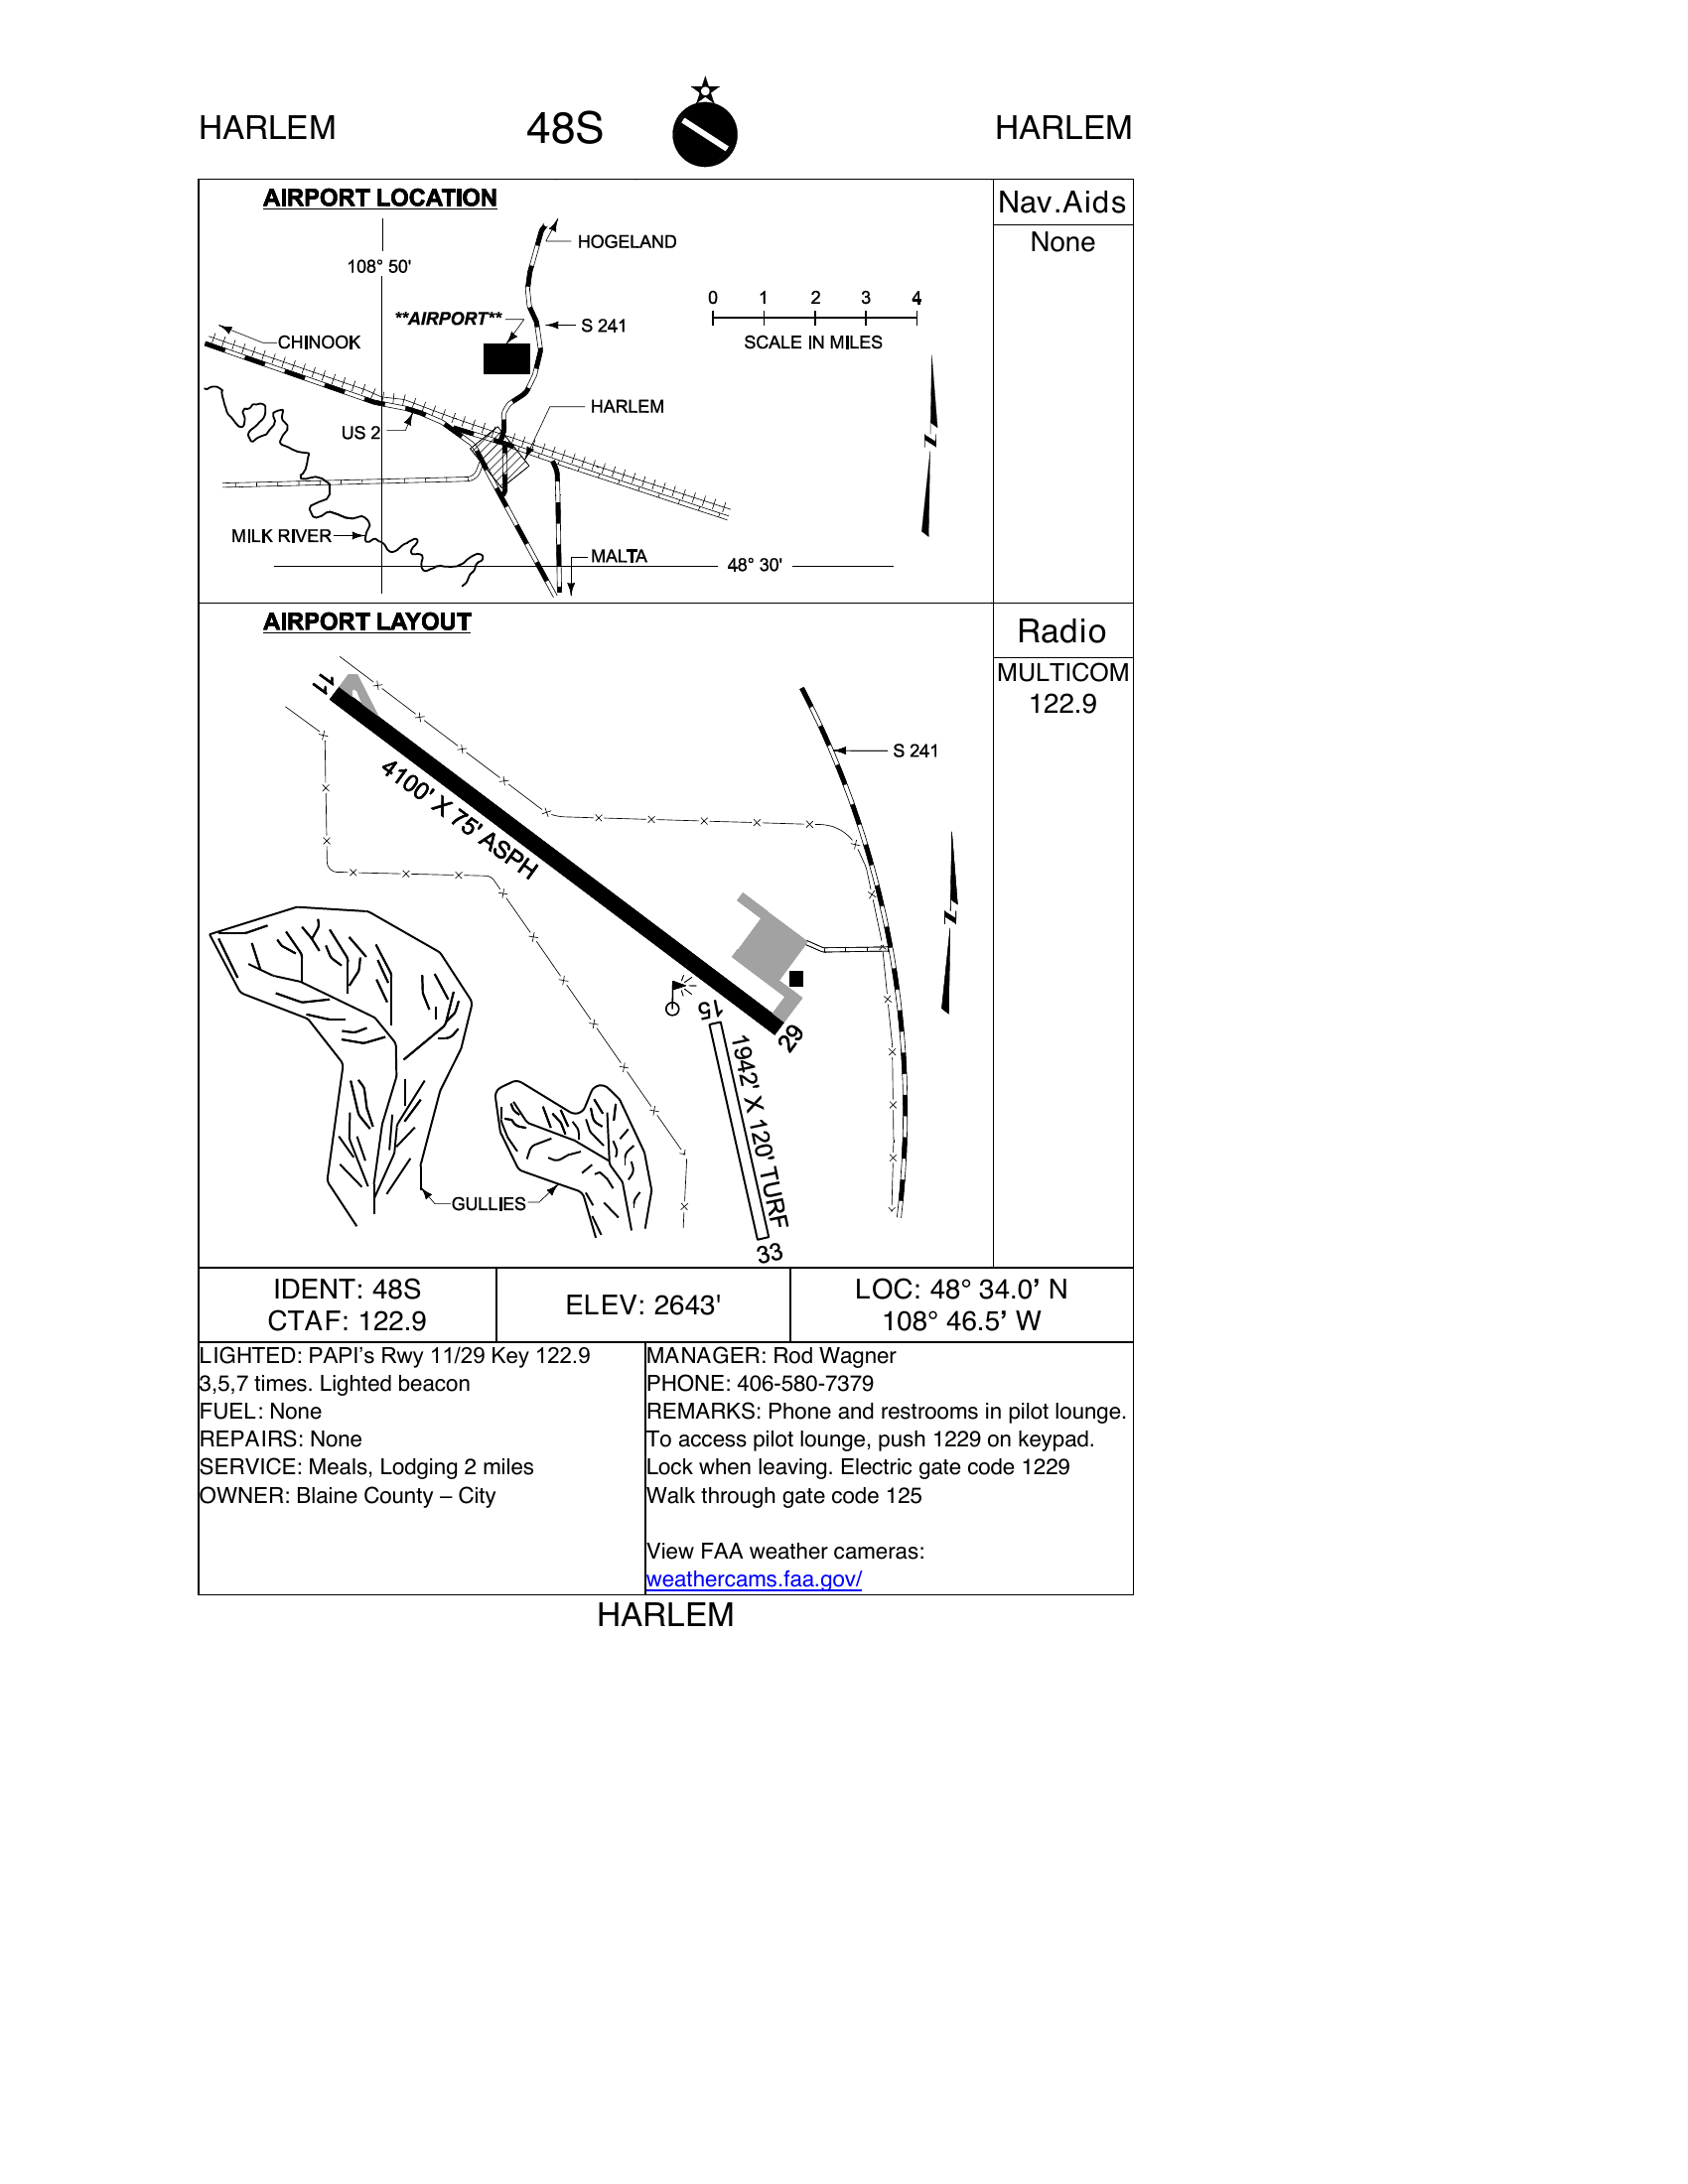 HARLEM 48S HARLEM
AIRPORT LOCATION
Nav.Aids
None
HOGELAND
108° 50'
0 1 2 3 4
**AIRPORT**
S 241
CHINOOK
SCALE IN MILES
HARLEM
US 2
N
MILK RIVER
MALTA
48° 30'
AIRPORT LAYOUT
Radio
MULTICOM
122.9
11
S 241
4100' X 75' ASPH
N
15
29
1942' X 120' TURF
GULLIES
33
IDENT: 48S
CTAF: 122.9
ELEV: 2643'
LOC: 48° 34.0’ N
108° 46.5’ W
LIGHTED: PAPI’s Rwy 11/29 Key 122.9
3,5,7 times. Lighted beacon
FUEL: None
REPAIRS: None
SERVICE: Meals, Lodging 2 miles
OWNER: Blaine County – City
MANAGER: Rod Wagner
PHONE: 406-580-7379
REMARKS: Phone and restrooms in pilot lounge.
To access pilot lounge, push 1229 on keypad.
Lock when leaving. Electric gate code 1229
Walk through gate code 125
View FAA weather cameras:
weathercams.faa.gov/
HARLEM